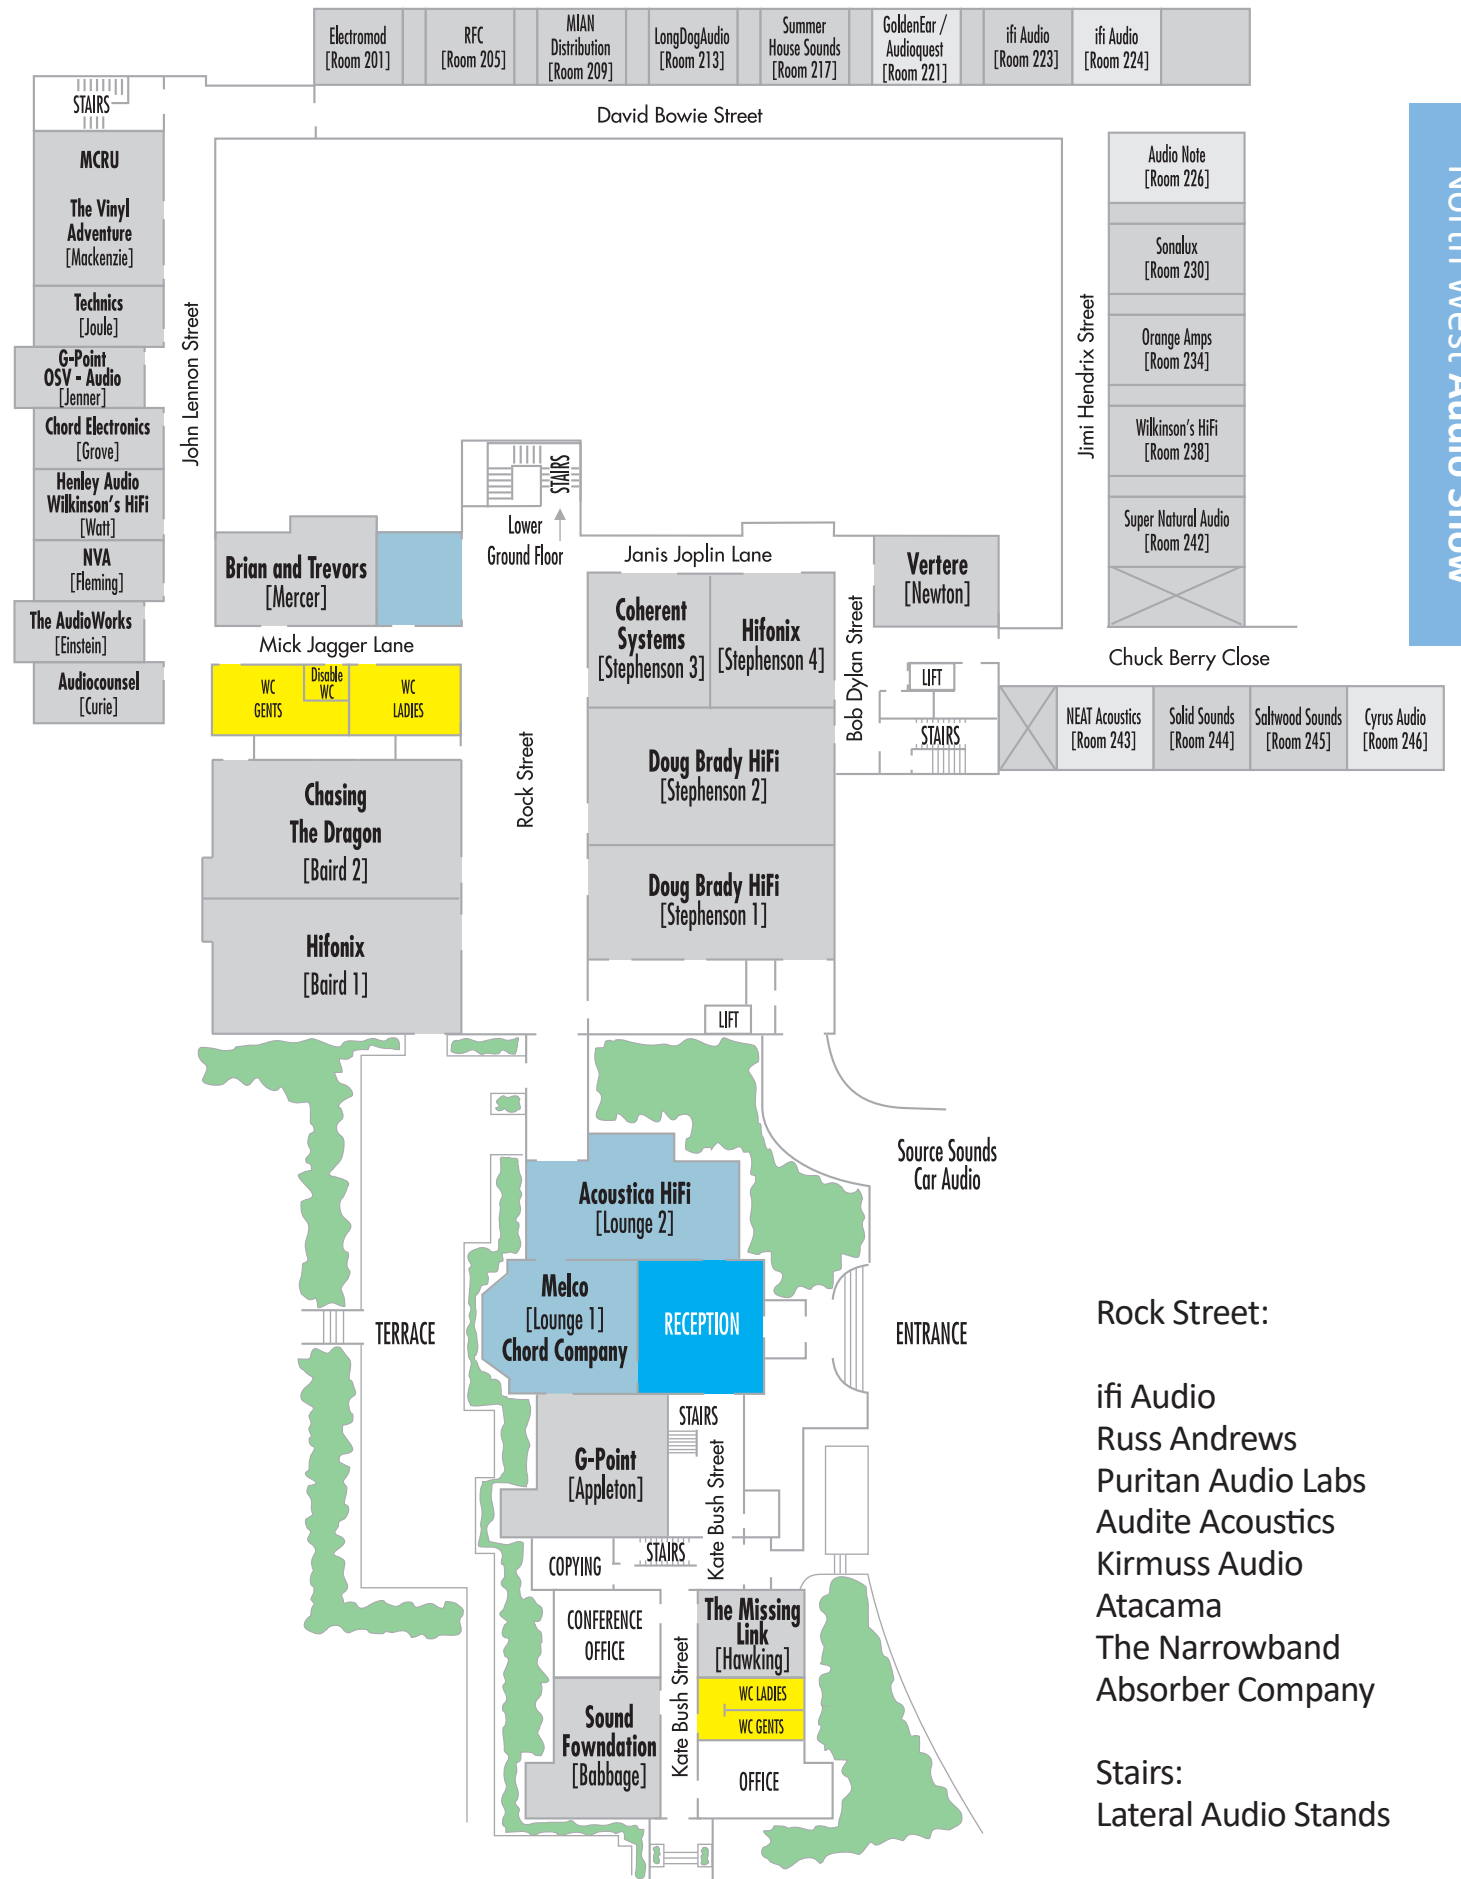 Electromod
[Room 201]
RFC
[Room 205]
MIAN
Distribution
[Room 209]
LongDogAudio
[Room 213]
Summer
House Sounds
[Room 217]
GoldenEar /
Audioquest
[Room 221]
ifi Audio
[Room 223]
ifi Audio
[Room 224]
David Bowie Street
STAIRS
MCRU
The Vinyl
Adventure
[Mackenzie]
Technics
[Joule]
G-Point
OSV - Audio
[Jenner]
Chord Electronics
[Grove]
Henley Audio
Wilkinson's HiFi
[Watt]
NVA
[Fleming]
The AudioWorks
[Einstein]
Audiocounsel
[Curie]
John Lennon Street
Jimi Hendrix Street
Audio Note
[Room 226]
Sonalux
[Room 230]
Orange Amps
[Room 234]
Wilkinson's HiFi
[Room 238]
Super Natural Audio
[Room 242]
North West Audio Show
STAIRS
Lower
Ground Floor
Janis Joplin Lane
Brian and Trevors
[Mercer]
Vertere
[Newton]
Mick Jagger Lane
Coherent
Systems
[Stephenson 3]
Hifonix
[Stephenson 4]
Bob Dylan Street
Chuck Berry Close
WC
GENTS
Disable
WC
WC
LADIES
LIFT
STAIRS
NEAT Acoustics
[Room 243]
Solid Sounds
[Room 244]
Saltwood Sounds
[Room 245]
Cyrus Audio
[Room 246]
Rock Street
Doug Brady HiFi
[Stephenson 2]
Chasing
The Dragon
[Baird 2]
Doug Brady HiFi
[Stephenson 1]
Hifonix
[Baird 1]
LIFT
Source Sounds
Car Audio
Acoustica HiFi
[Lounge 2]
Melco
[Lounge 1]
Chord Company
RECEPTION
TERRACE
ENTRANCE
STAIRS
G-Point
[Appleton]
Kate Bush Street
COPYING
STAIRS
CONFERENCE
OFFICE
The Missing
Link
[Hawking]
Kate Bush Street
WC LADIES
WC GENTS
Sound
Fowndation
[Babbage]
OFFICE
Rock Street:
ifi Audio
Russ Andrews
Puritan Audio Labs
Audite Acoustics
Kirmuss Audio
Atacama
The Narrowband
Absorber Company
Stairs:
Lateral Audio Stands